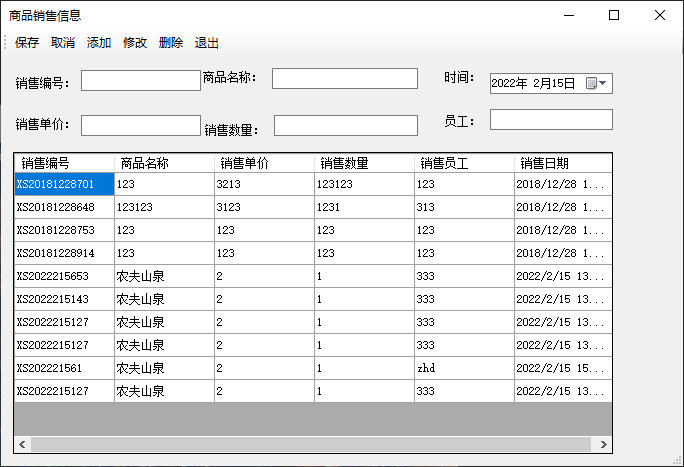 商品销售信息
保存 取消 添加 修改 删除 退出
销售编号: 商品名称: 时间: 2022年 2月15日
销售单价: 销售数量: 员工:
销售编号 商品名称 销售单价 销售数量 销售员工 销售日期
XS20181228701 123 3213 123123 123 2018/12/28 1...
XS20181228648 123123 3123 1231 313 2018/12/28 1...
XS20181228753 123 123 123 123 2018/12/28 1...
XS20181228914 123 123 123 123 2018/12/28 1...
XS2022215653 农夫山泉 2 1 333 2022/2/15 13...
XS2022215143 农夫山泉 2 1 333 2022/2/15 13...
XS2022215127 农夫山泉 2 1 333 2022/2/15 13...
XS2022215127 农夫山泉 2 1 333 2022/2/15 13...
XS202221561 农夫山泉 2 1 zhd 2022/2/15 15...
XS2022215127 农夫山泉 2 1 333 2022/2/15 13...